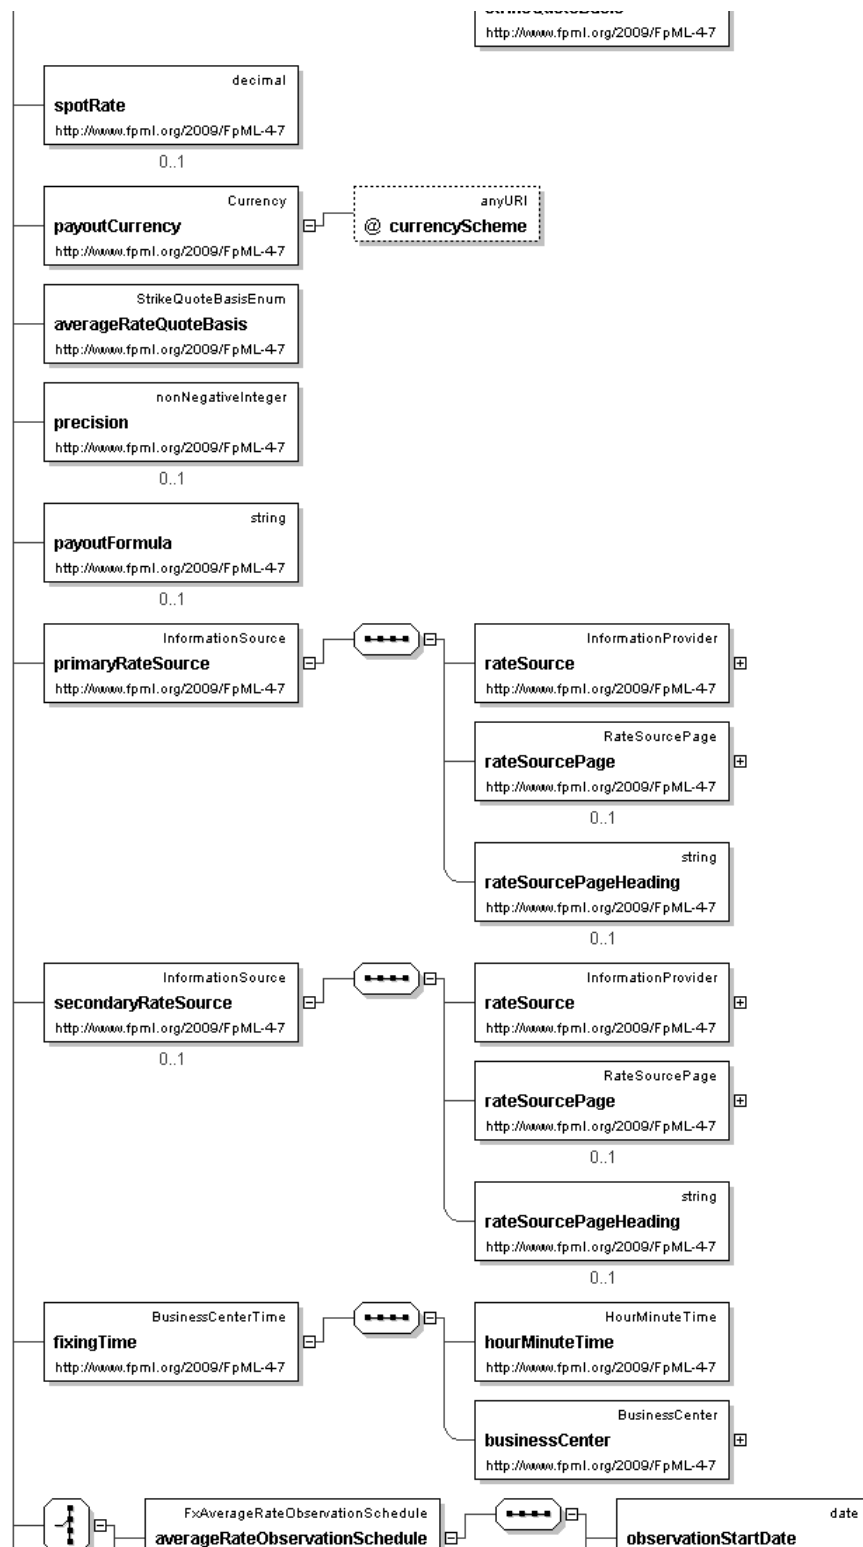 http://www.fpml.org/2009/FpML-4-7
decimal
spotRate
http://www.fpml.org/2009/FpML-4-7
0..1
Currency
payoutCurrency
http://www.fpml.org/2009/FpML-4-7
anyURI
@ currencyScheme
StrikeQuoteBasisEnum
averageRateQuoteBasis
http://www.fpml.org/2009/FpML-4-7
nonNegativeInteger
precision
http://www.fpml.org/2009/FpML-4-7
0..1
string
payoutFormula
http://www.fpml.org/2009/FpML-4-7
0..1
InformationSource
primaryRateSource
http://www.fpml.org/2009/FpML-4-7
InformationProvider
rateSource
http://www.fpml.org/2009/FpML-4-7
RateSourcePage
rateSourcePage
http://www.fpml.org/2009/FpML-4-7
0..1
string
rateSourcePageHeading
http://www.fpml.org/2009/FpML-4-7
0..1
InformationSource
secondaryRateSource
http://www.fpml.org/2009/FpML-4-7
0..1
InformationProvider
rateSource
http://www.fpml.org/2009/FpML-4-7
RateSourcePage
rateSourcePage
http://www.fpml.org/2009/FpML-4-7
0..1
string
rateSourcePageHeading
http://www.fpml.org/2009/FpML-4-7
0..1
BusinessCenterTime
fixingTime
http://www.fpml.org/2009/FpML-4-7
HourMinuteTime
hourMinuteTime
http://www.fpml.org/2009/FpML-4-7
BusinessCenter
businessCenter
http://www.fpml.org/2009/FpML-4-7
FxAverageRateObservationSchedule
averageRateObservationSchedule
date
observationStartDate